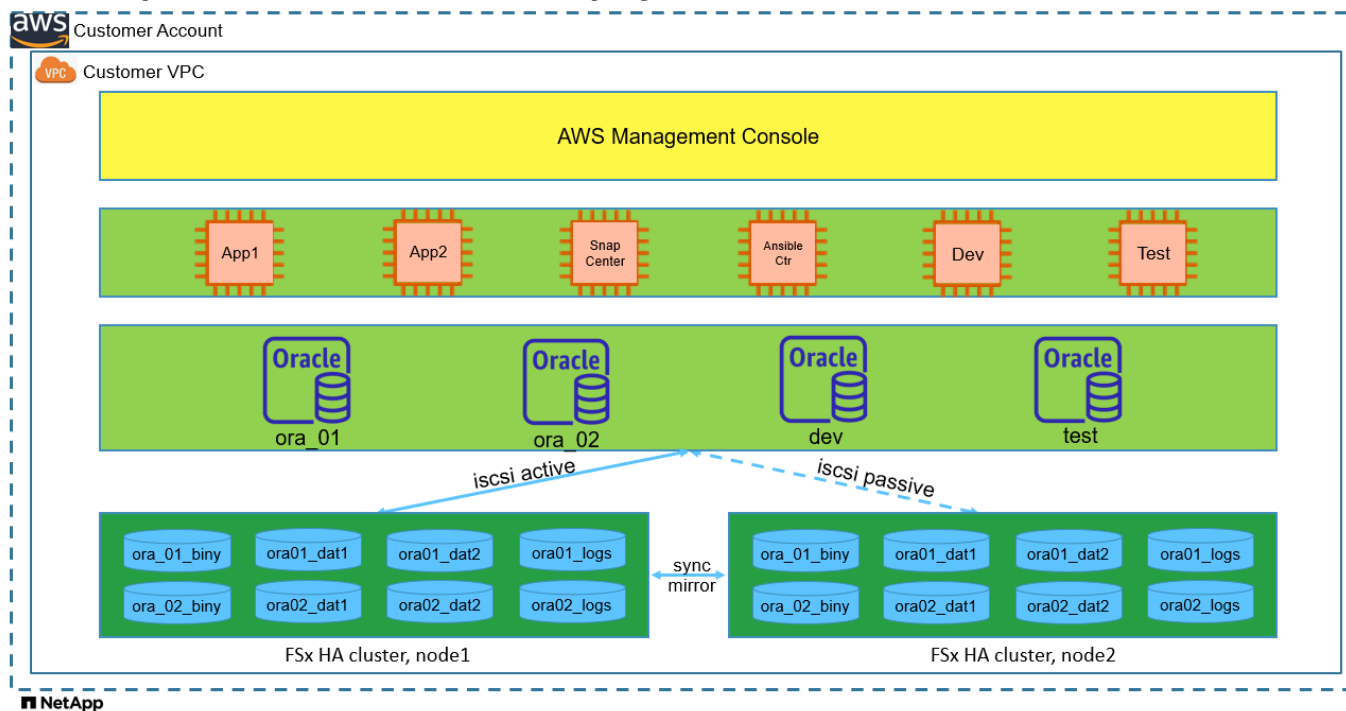 aws Customer Account
VPC Customer VPC
AWS Management Console
App1
App2
Snap
Center
Ansible
Ctr
Dev
Test
Oracle
ora_01
Oracle
ora_02
Oracle
dev
Oracle
test
iscsi active
iscsi passive
ora_01_biny ora01_dat1 ora01_dat2 ora01_logs
ora_02_biny ora02_dat1 ora02_dat2 ora02_logs
sync
mirror
ora_01_biny ora01_dat1 ora01_dat2 ora01_logs
ora_02_biny ora02_dat1 ora02_dat2 ora02_logs
FSx HA cluster, node1
FSx HA cluster, node2
NetApp